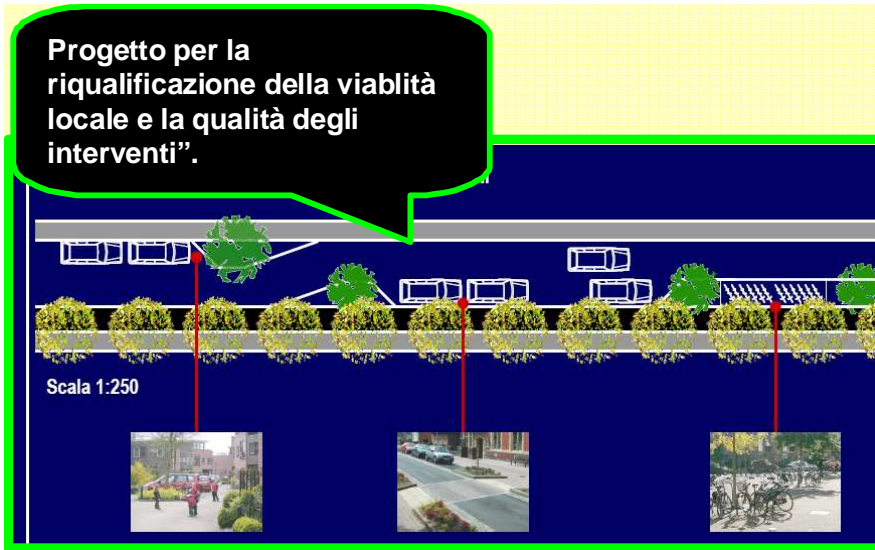 Progetto per la
riqualificazione della viablità
locale e la qualità degli
interventi”.
Scala 1:250